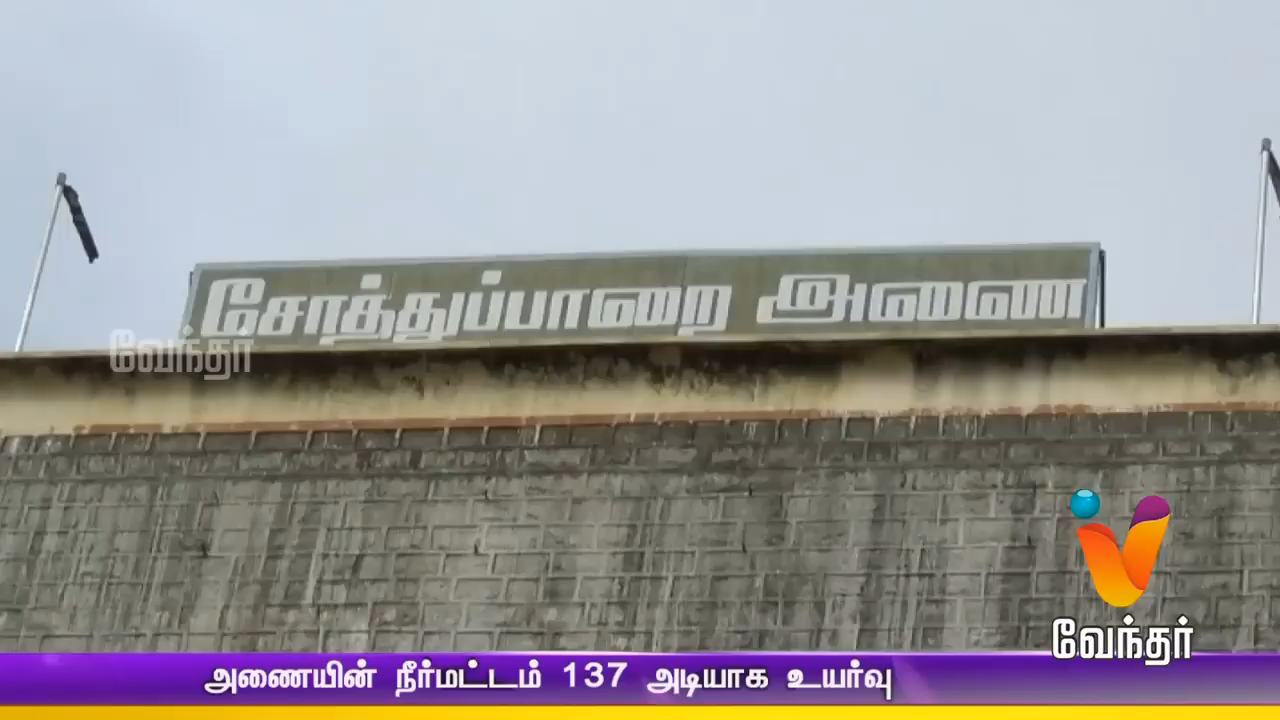 சோத்துப்பாறை அணை
வேந்தர்
வேந்தர்
அணையின் நீர்மட்டம் 137 அடியாக உயர்வு